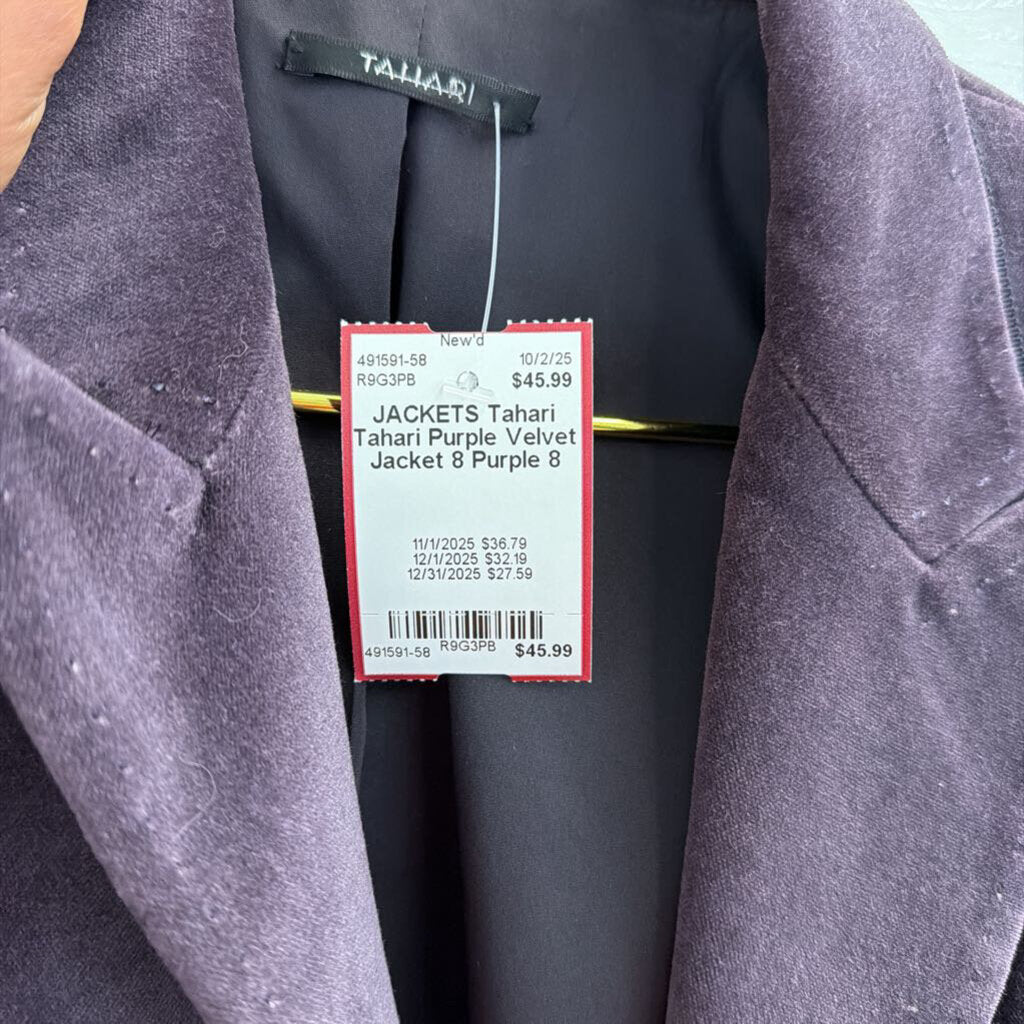 TAHARI
New'd
491591-58 10/2/25
R9G3PB $45.99
JACKETS Tahari
Tahari Purple Velvet
Jacket 8 Purple 8
11/1/2025 $36.79
12/1/2025 $32.19
12/31/2025 $27.59
491591-58 R9G3PB $45.99